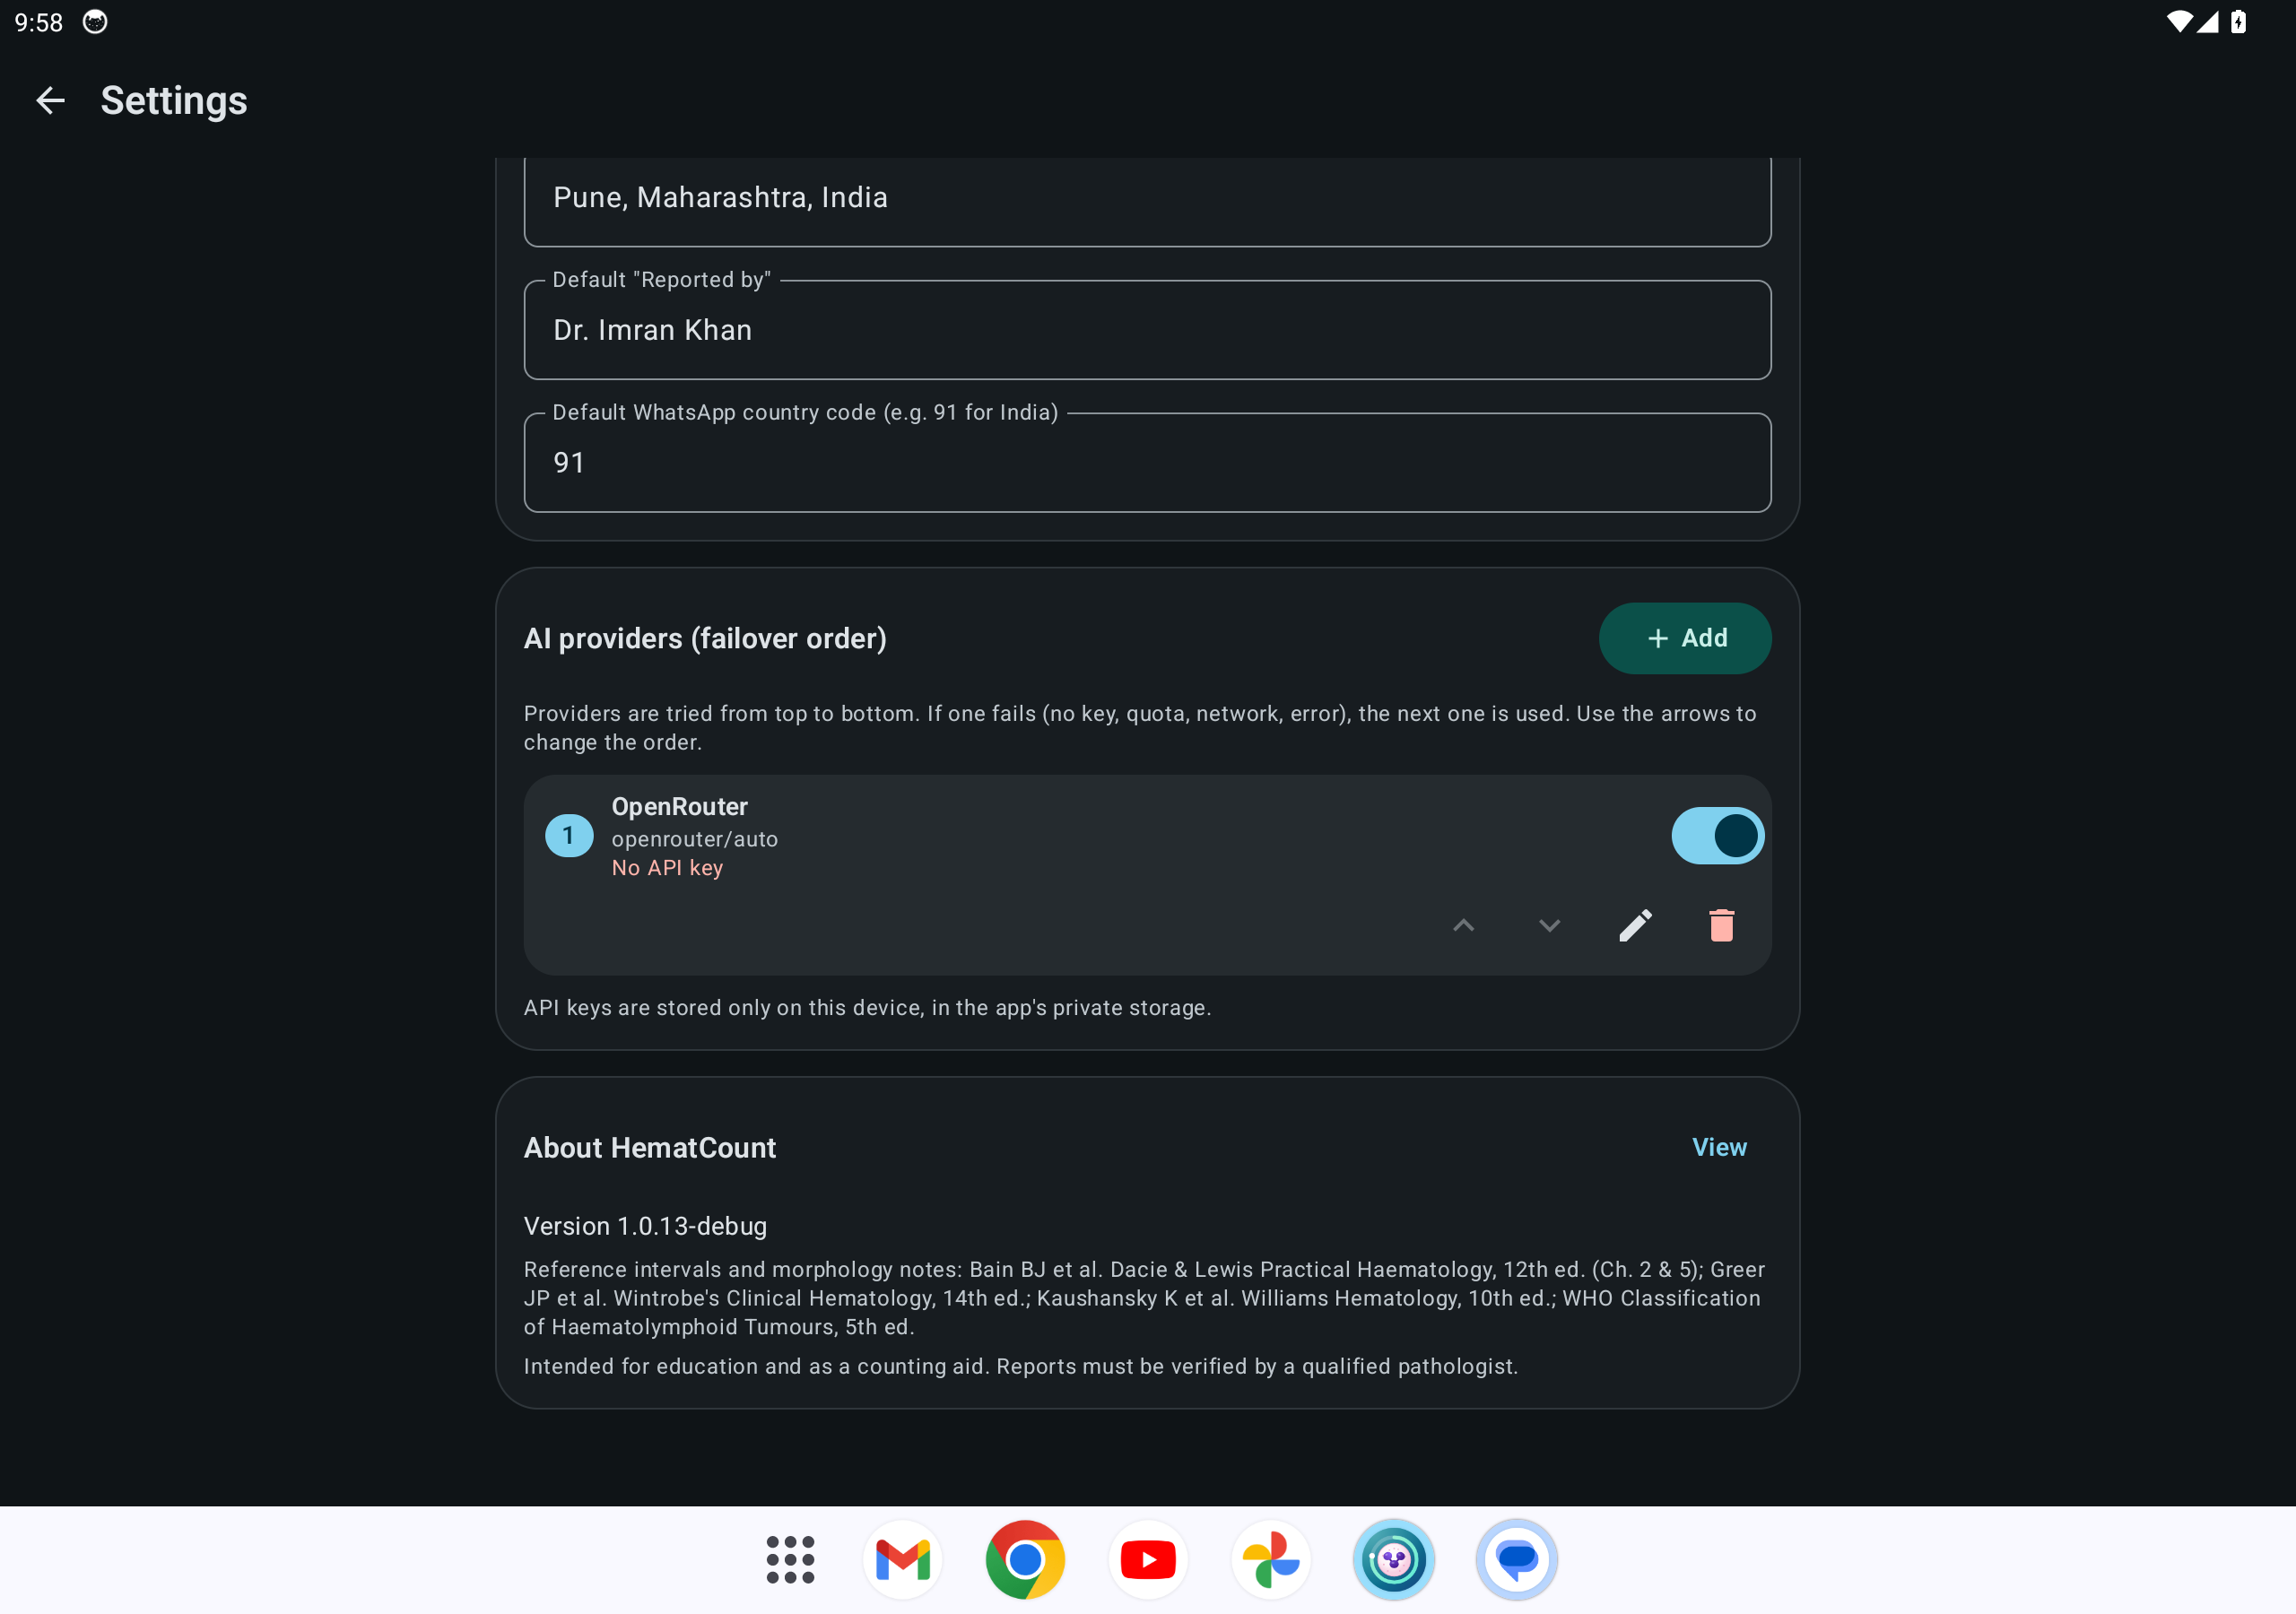 9:58
Settings
Pune, Maharashtra, India
Default "Reported by"
Dr. Imran Khan
Default WhatsApp country code (e.g. 91 for India)
91
AI providers (failover order)
+ Add
Providers are tried from top to bottom. If one fails (no key, quota, network, error), the next one is used. Use the arrows to
change the order.
1
OpenRouter
openrouter/auto
No API key
API keys are stored only on this device, in the app's private storage.
About HematCount
View
Version 1.0.13-debug
Reference intervals and morphology notes: Bain BJ et al. Dacie & Lewis Practical Haematology, 12th ed. (Ch. 2 & 5); Greer
JP et al. Wintrobe's Clinical Hematology, 14th ed.; Kaushansky K et al. Williams Hematology, 10th ed.; WHO Classification
of Haematolymphoid Tumours, 5th ed.
Intended for education and as a counting aid. Reports must be verified by a qualified pathologist.